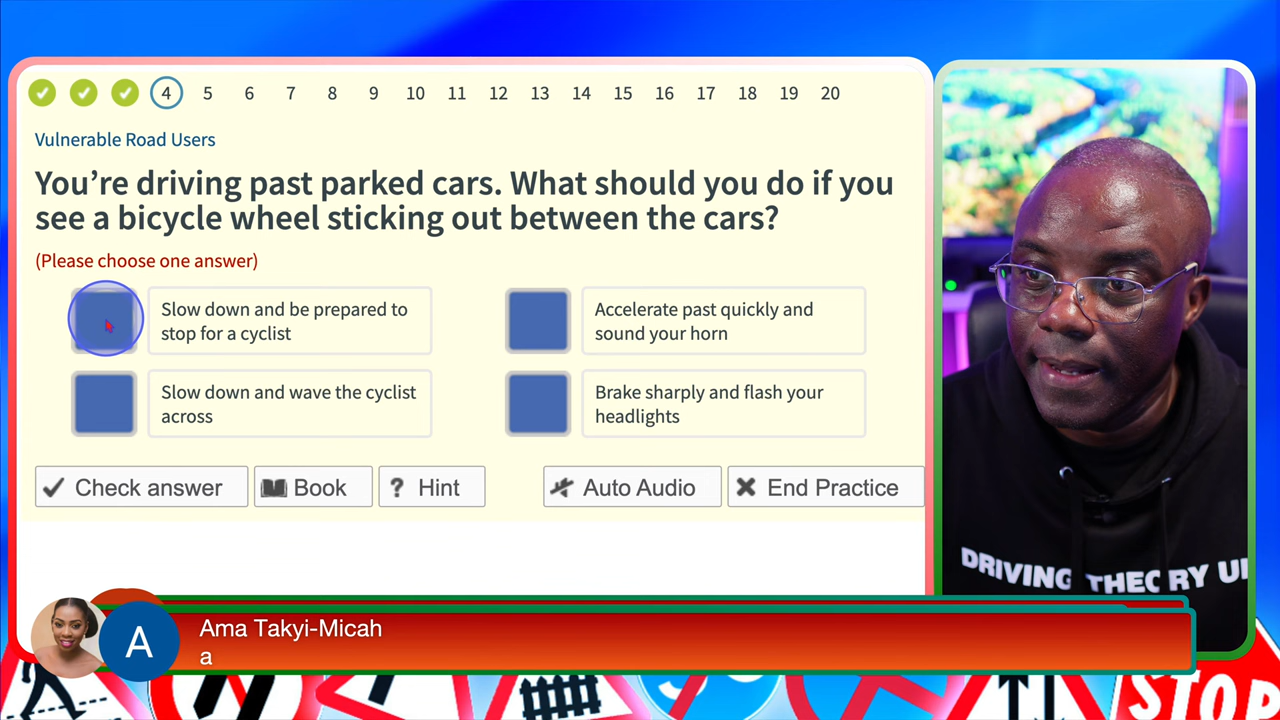 4 5 6 7 8 9 10 11 12 13 14 15 16 17 18 19 20
Vulnerable Road Users
You’re driving past parked cars. What should you do if you
see a bicycle wheel sticking out between the cars?
(Please choose one answer)
Slow down and be prepared to
stop for a cyclist
Accelerate past quickly and
sound your horn
Slow down and wave the cyclist
across
Brake sharply and flash your
headlights
Check answer
Book
? Hint
Auto Audio
End Practice
DRIVING THEORY U
A
Ama Takyi-Micah
a
STOP